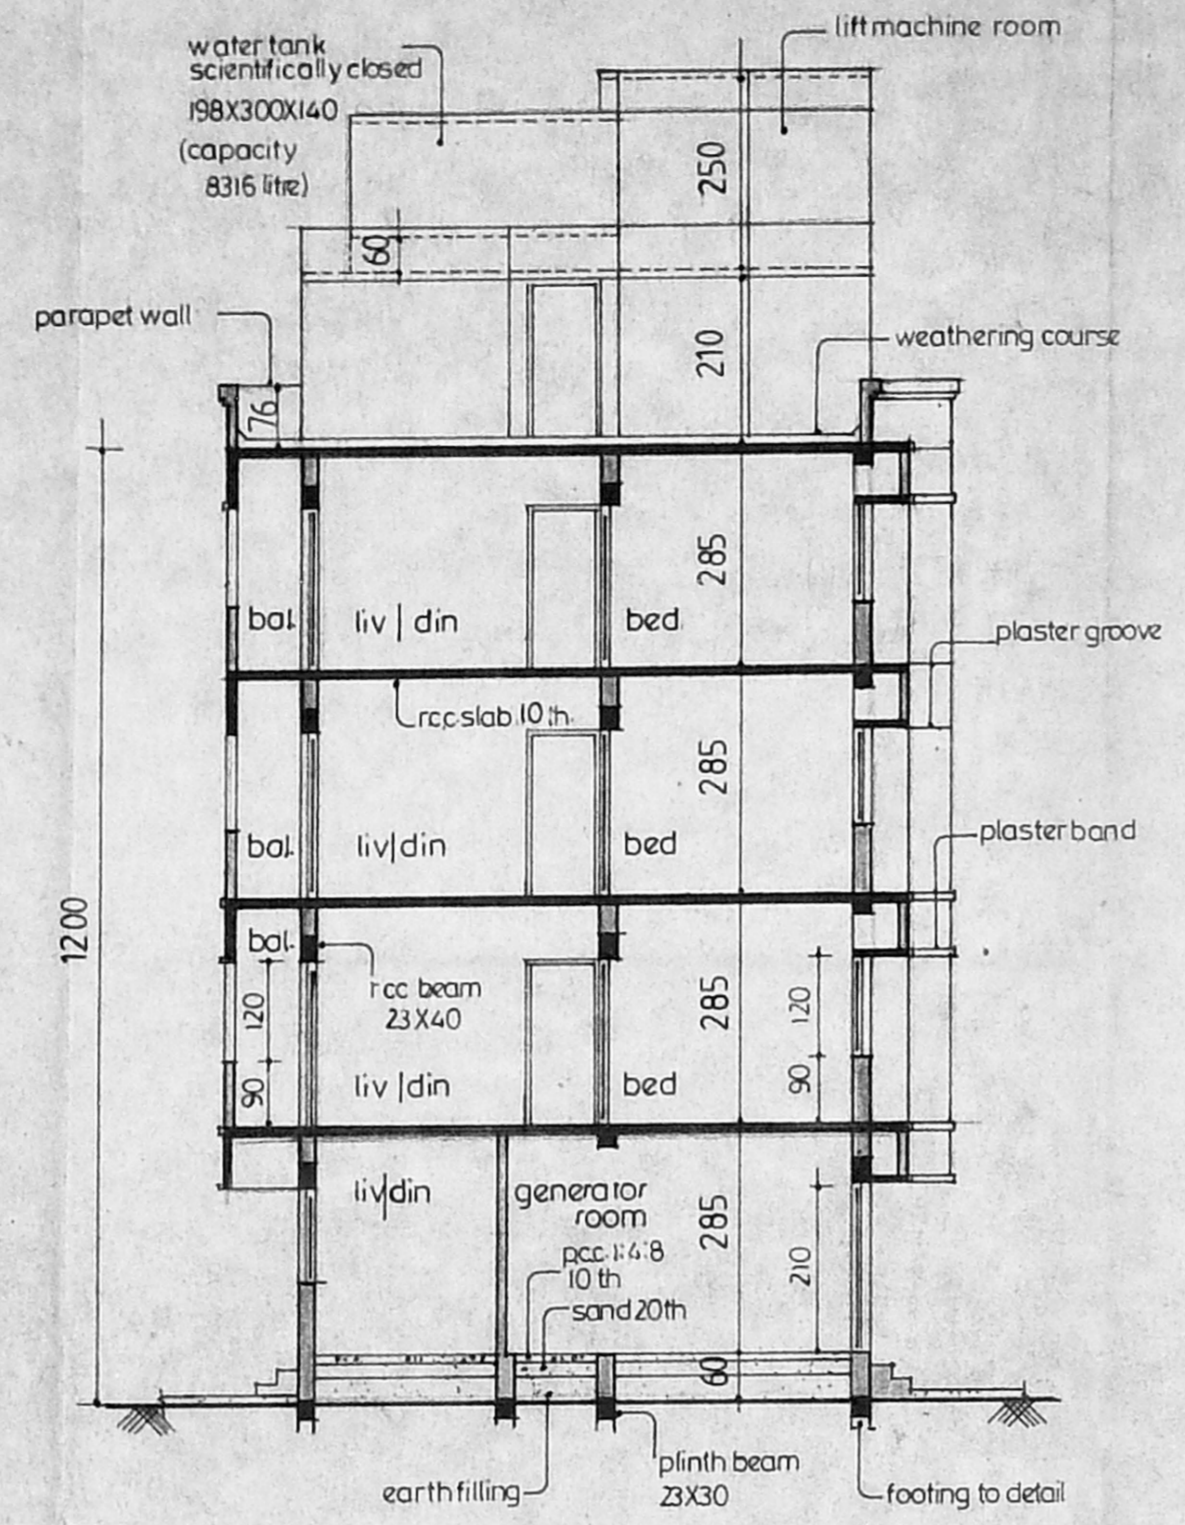 lift machine room
water tank
scientifically closed
198X300X140
(capacity
8316 litre)
250
60
parapet wall
210
weathering course
76
285
bal.
liv | din
bed.
plaster groove
rcc slab 10 th.
285
bal.
liv|din
bed
plaster band
1200
bal.
rcc beam
23X40
120
285
120
90
liv |din
bed
90
liv|din
generator
room
285
p.c.c. 1:4:8
10 th
210
sand 20th
60
plinth beam
23X30
earth filling
footing to detail